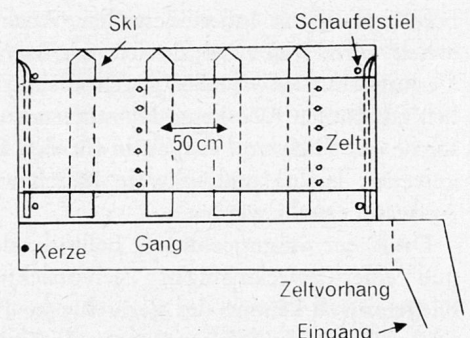 Ski
Schaufelstiel
50 cm
Zelt
Kerze
Gang
Zeltvorhang
Eingang